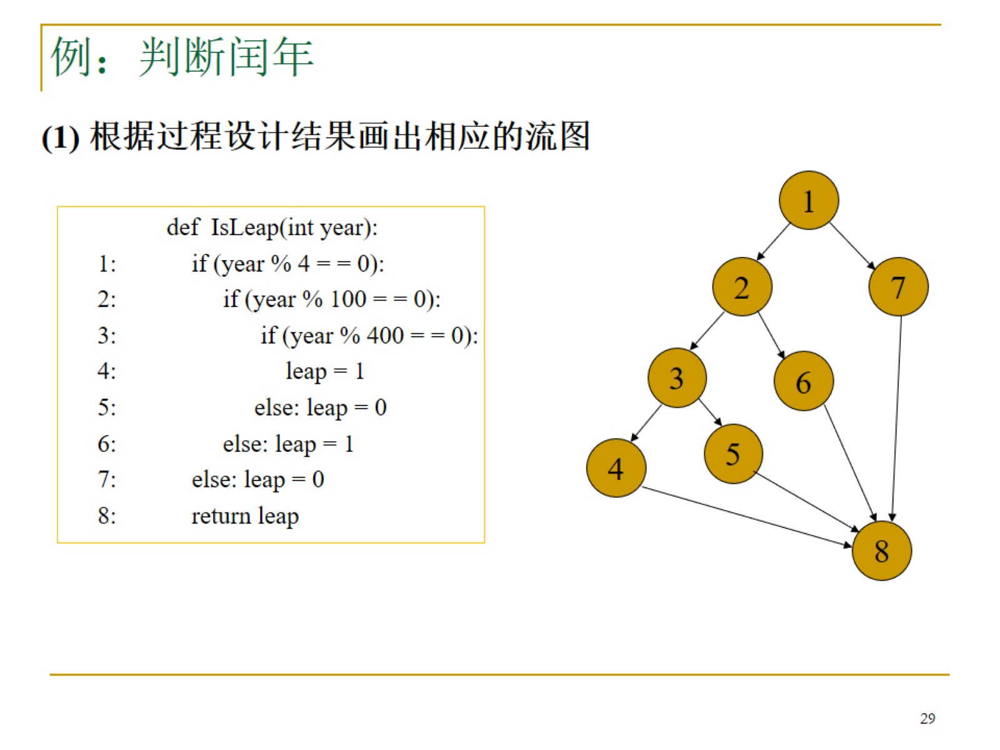 例：判断闰年
(1) 根据过程设计结果画出相应的流图
def IsLeap(int year):
1: if (year % 4 = = 0):
2: if (year % 100 = = 0):
3: if (year % 400 = = 0):
4: leap = 1
5: else: leap = 0
6: else: leap = 1
7: else: leap = 0
8: return leap
1
2
7
3
6
4
5
8
29